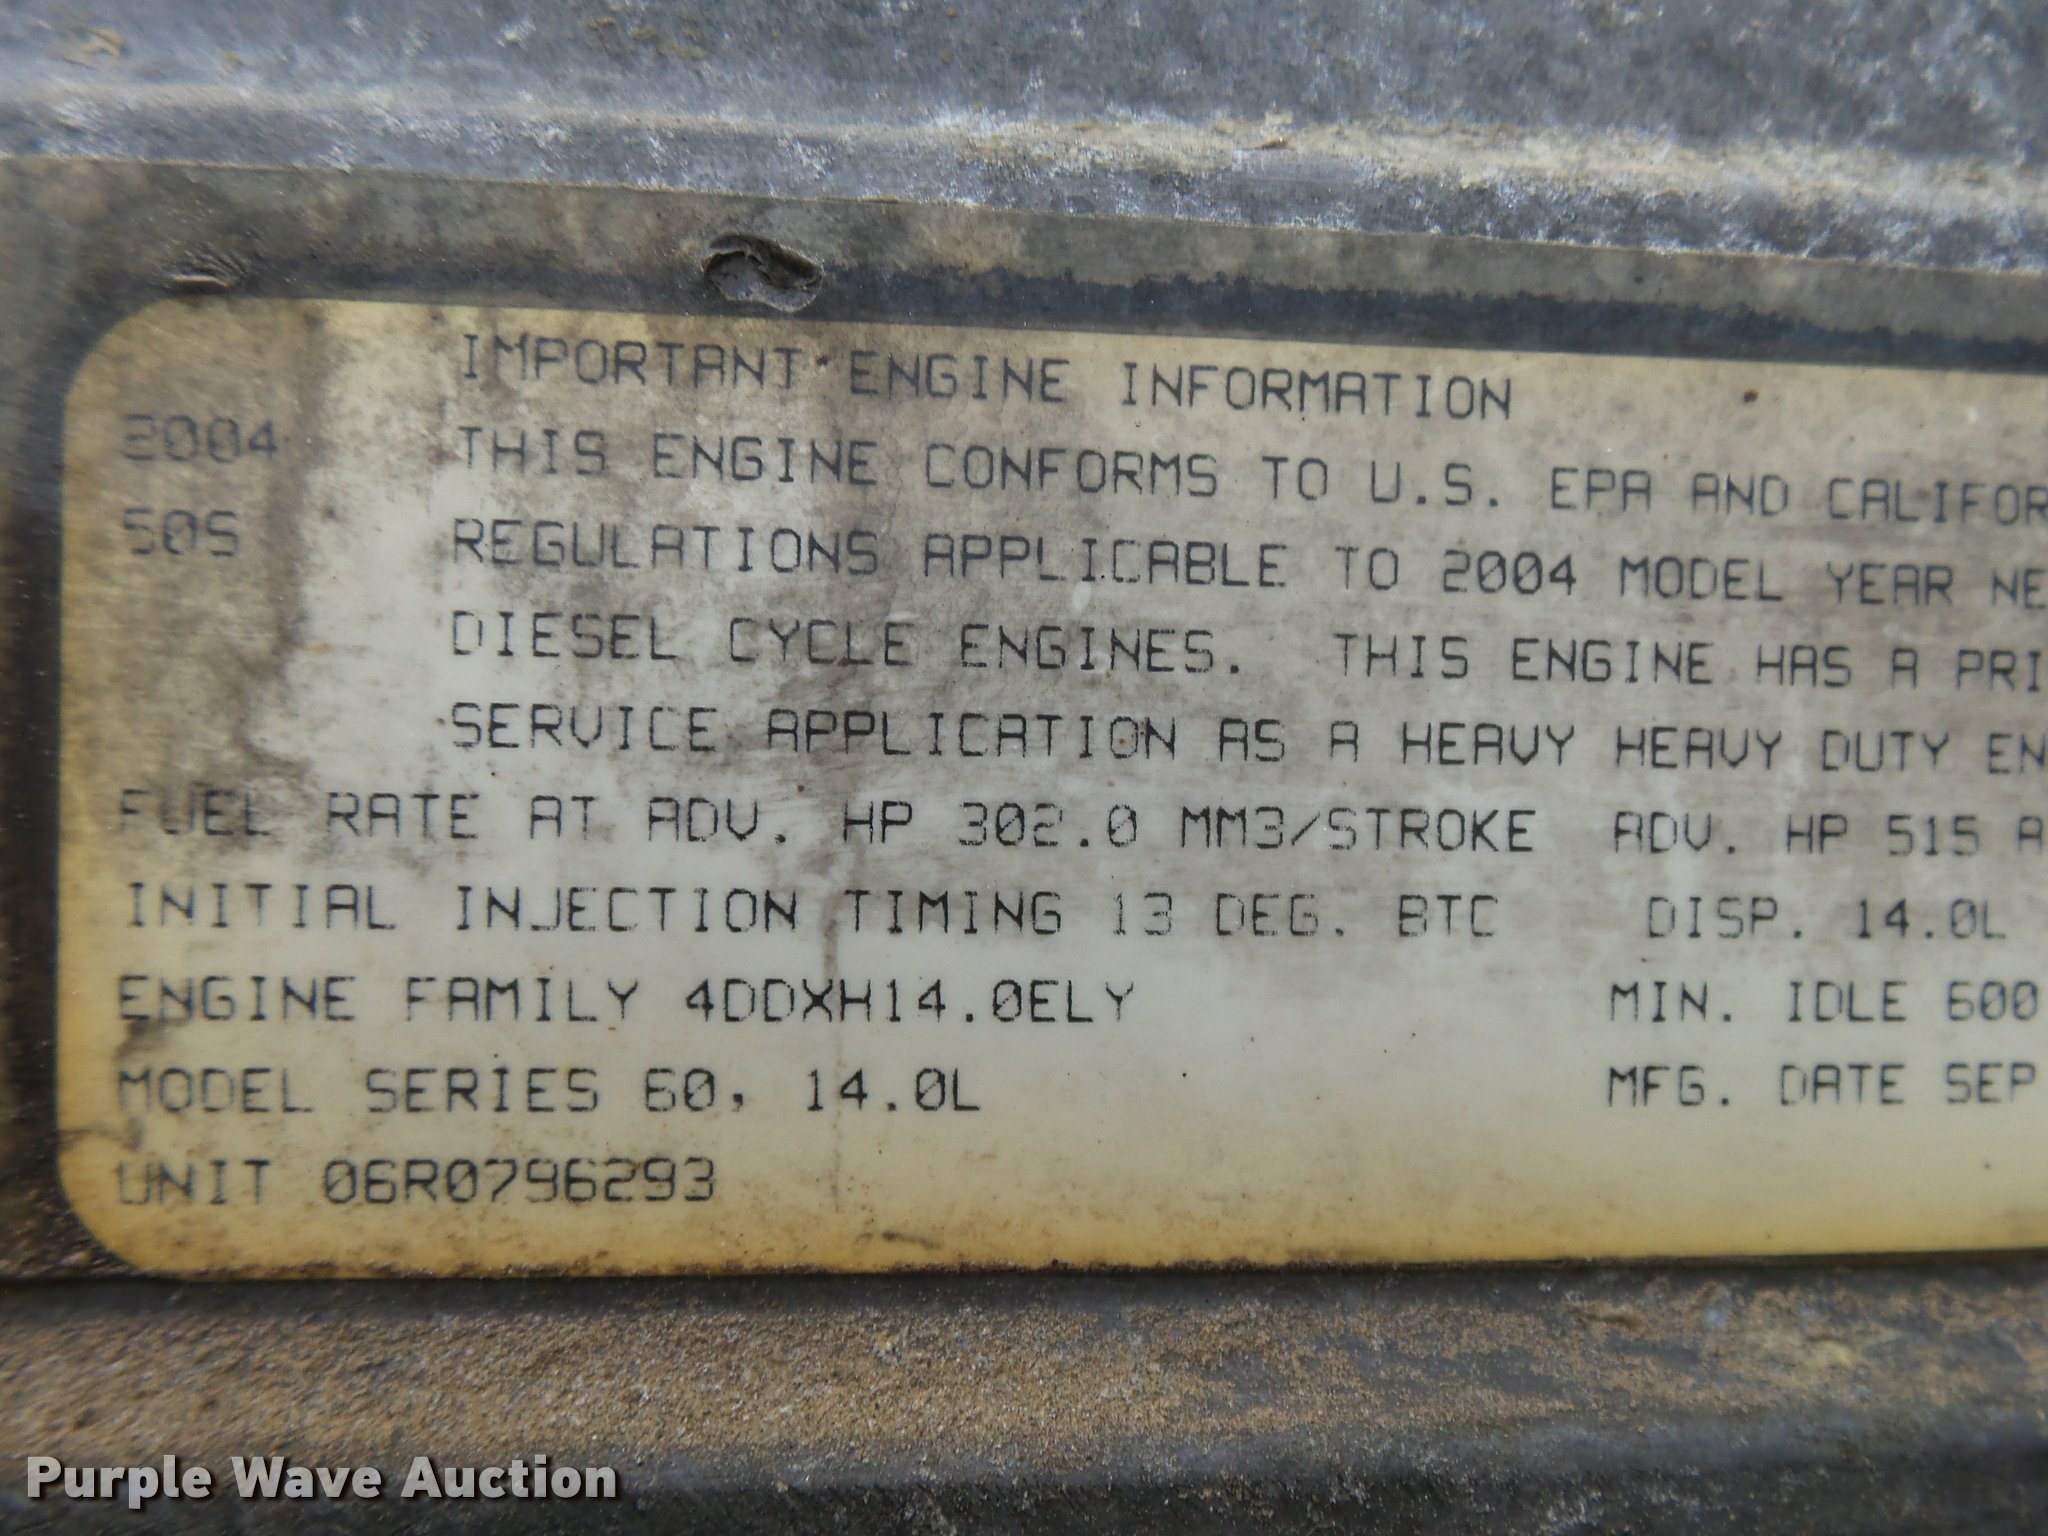 IMPORTANT ENGINE INFORMATION
2004 THIS ENGINE CONFORMS TO U.S. EPA AND CALIFOR
50S REGULATIONS APPLICABLE TO 2004 MODEL YEAR NE
DIESEL CYCLE ENGINES. THIS ENGINE HAS A PRI
SERVICE APPLICATION AS A HEAVY HEAVY DUTY EN
FUEL RATE AT ADV. HP 302.0 MM3/STROKE ADV. HP 515 A
INITIAL INJECTION TIMING 13 DEG. BTC DISP. 14.0L
ENGINE FAMILY 4DDXH14.0ELY MIN. IDLE 600
MODEL SERIES 60, 14.0L MFG. DATE SEP
UNIT 06R0796293
Purple Wave Auction